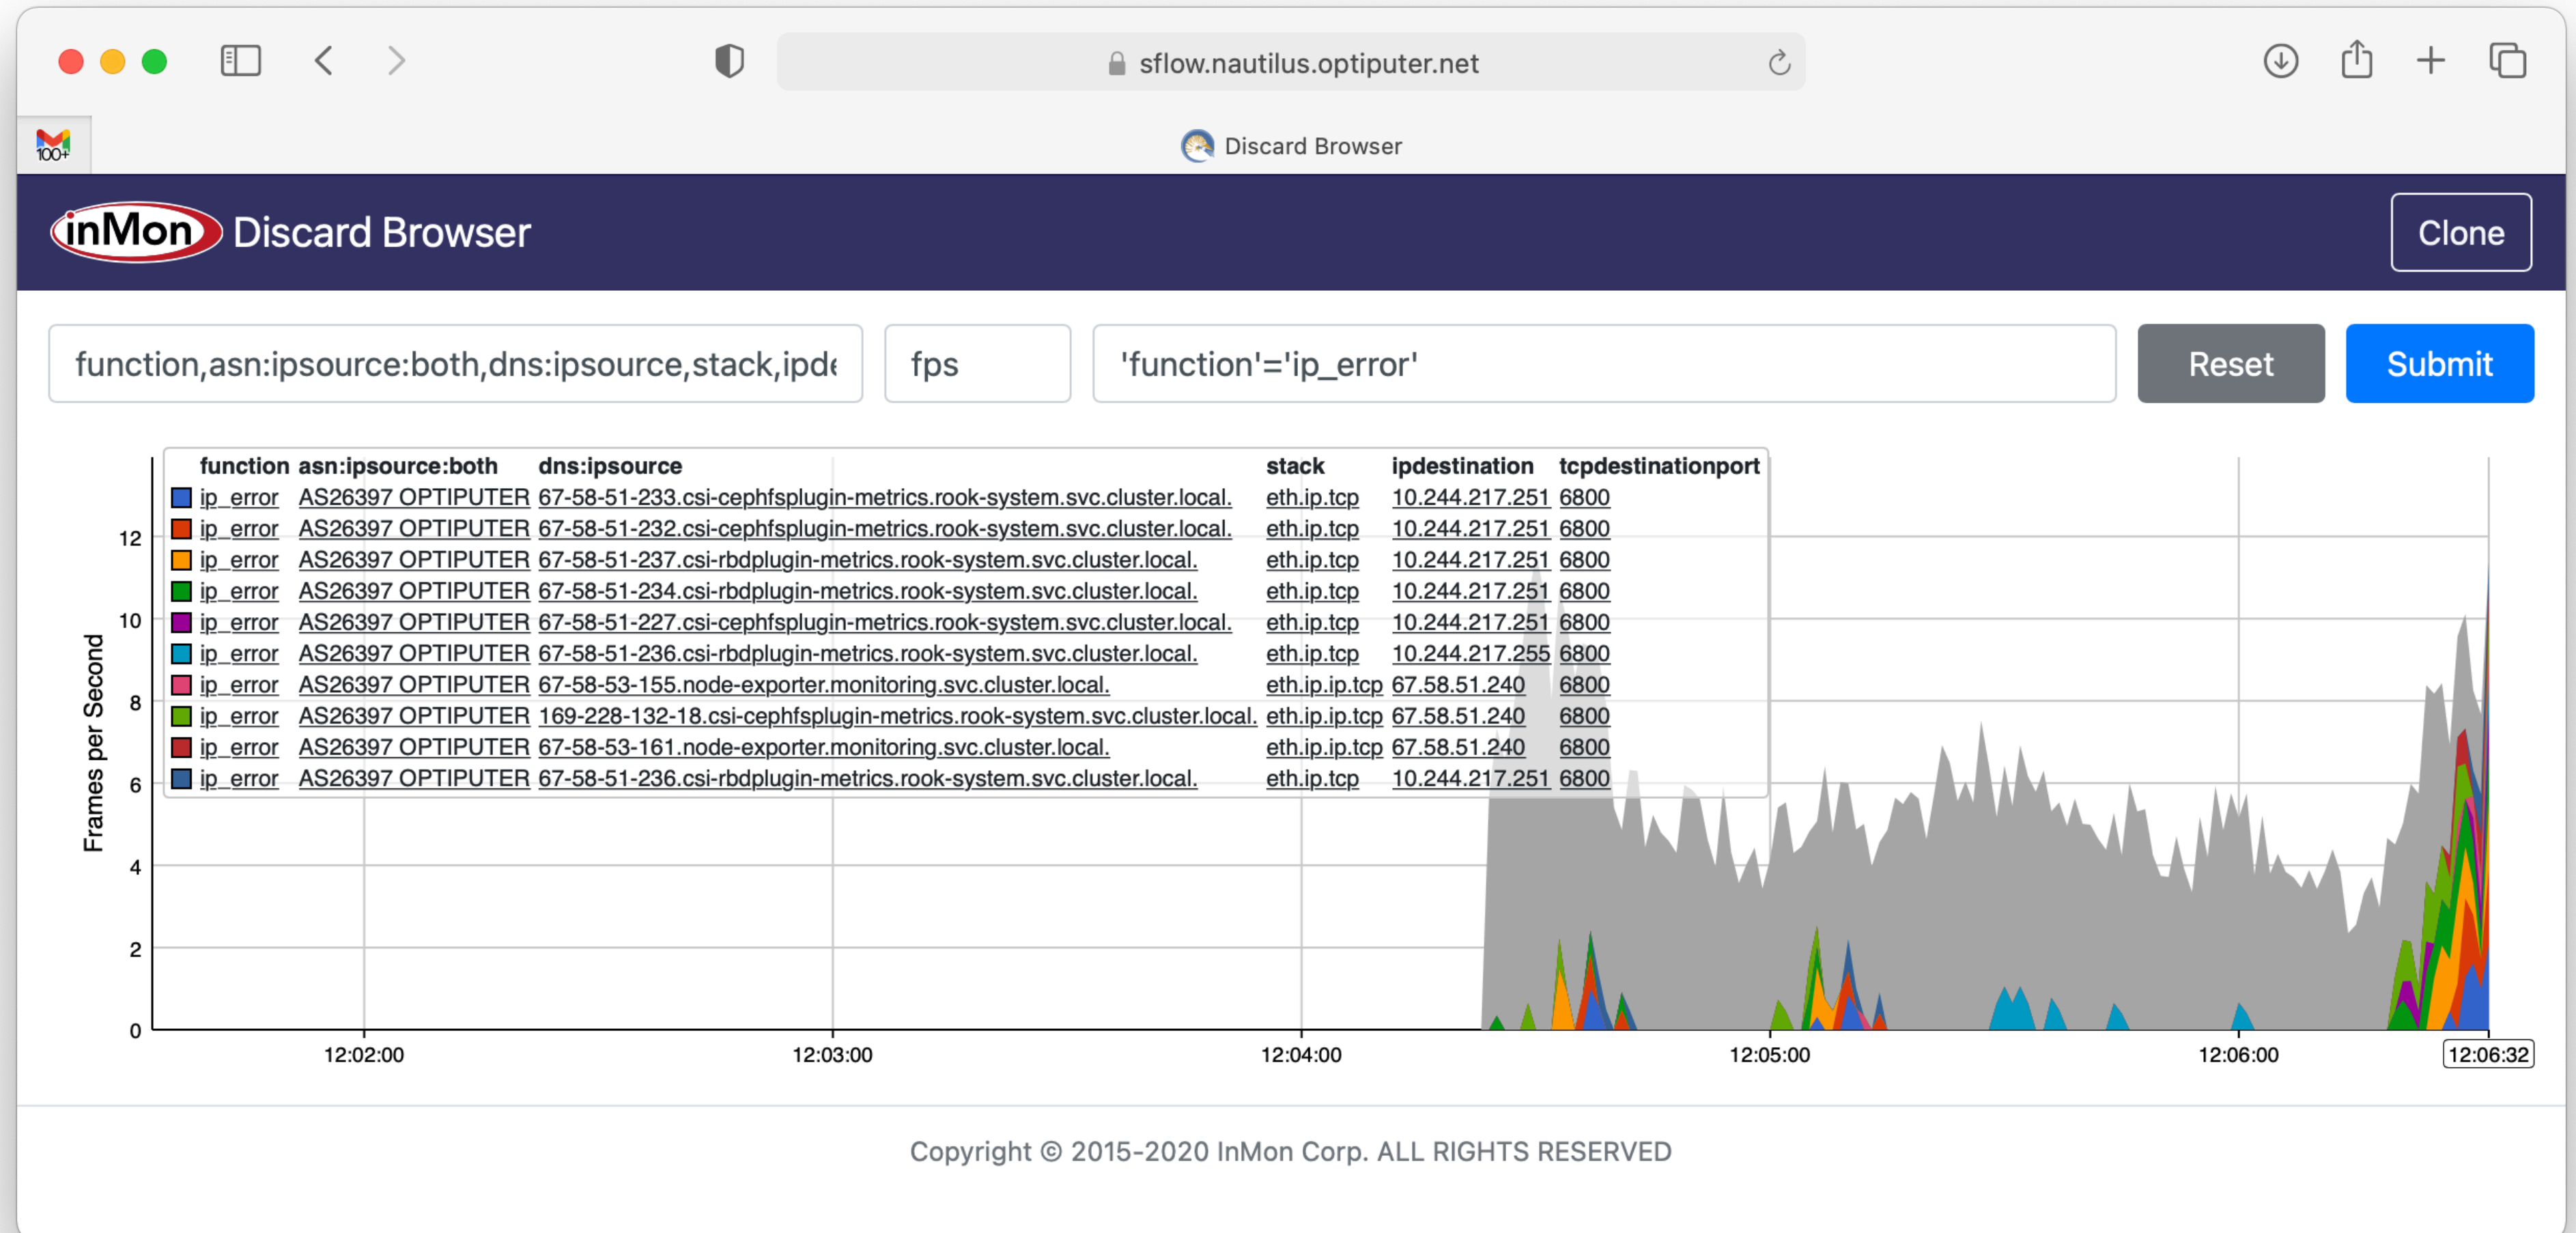 sflow.nautilus.optiputer.net
100+
Discard Browser
inMon Discard Browser
Clone
function,asn:ipsource:both,dns:ipsource,stack,ipde
fps
'function'='ip_error'
Reset
Submit
function asn:ipsource:both dns:ipsource stack ipdestination tcpdestinationport
ip_error AS26397 OPTIPUTER 67-58-51-233.csi-cephfsplugin-metrics.rook-system.svc.cluster.local. eth.ip.tcp 10.244.217.251 6800
ip_error AS26397 OPTIPUTER 67-58-51-232.csi-cephfsplugin-metrics.rook-system.svc.cluster.local. eth.ip.tcp 10.244.217.251 6800
ip_error AS26397 OPTIPUTER 67-58-51-237.csi-rbdplugin-metrics.rook-system.svc.cluster.local. eth.ip.tcp 10.244.217.251 6800
ip_error AS26397 OPTIPUTER 67-58-51-234.csi-rbdplugin-metrics.rook-system.svc.cluster.local. eth.ip.tcp 10.244.217.251 6800
ip_error AS26397 OPTIPUTER 67-58-51-227.csi-cephfsplugin-metrics.rook-system.svc.cluster.local. eth.ip.tcp 10.244.217.251 6800
ip_error AS26397 OPTIPUTER 67-58-51-236.csi-rbdplugin-metrics.rook-system.svc.cluster.local. eth.ip.tcp 10.244.217.255 6800
ip_error AS26397 OPTIPUTER 67-58-53-155.node-exporter.monitoring.svc.cluster.local. eth.ip.ip.tcp 67.58.51.240 6800
ip_error AS26397 OPTIPUTER 169-228-132-18.csi-cephfsplugin-metrics.rook-system.svc.cluster.local. eth.ip.ip.tcp 67.58.51.240 6800
ip_error AS26397 OPTIPUTER 67-58-53-161.node-exporter.monitoring.svc.cluster.local. eth.ip.ip.tcp 67.58.51.240 6800
ip_error AS26397 OPTIPUTER 67-58-51-236.csi-rbdplugin-metrics.rook-system.svc.cluster.local. eth.ip.tcp 10.244.217.251 6800
Frames per Second
12
10
8
6
4
2
0
12:02:00 12:03:00 12:04:00 12:05:00 12:06:00 12:06:32
Copyright © 2015-2020 InMon Corp. ALL RIGHTS RESERVED